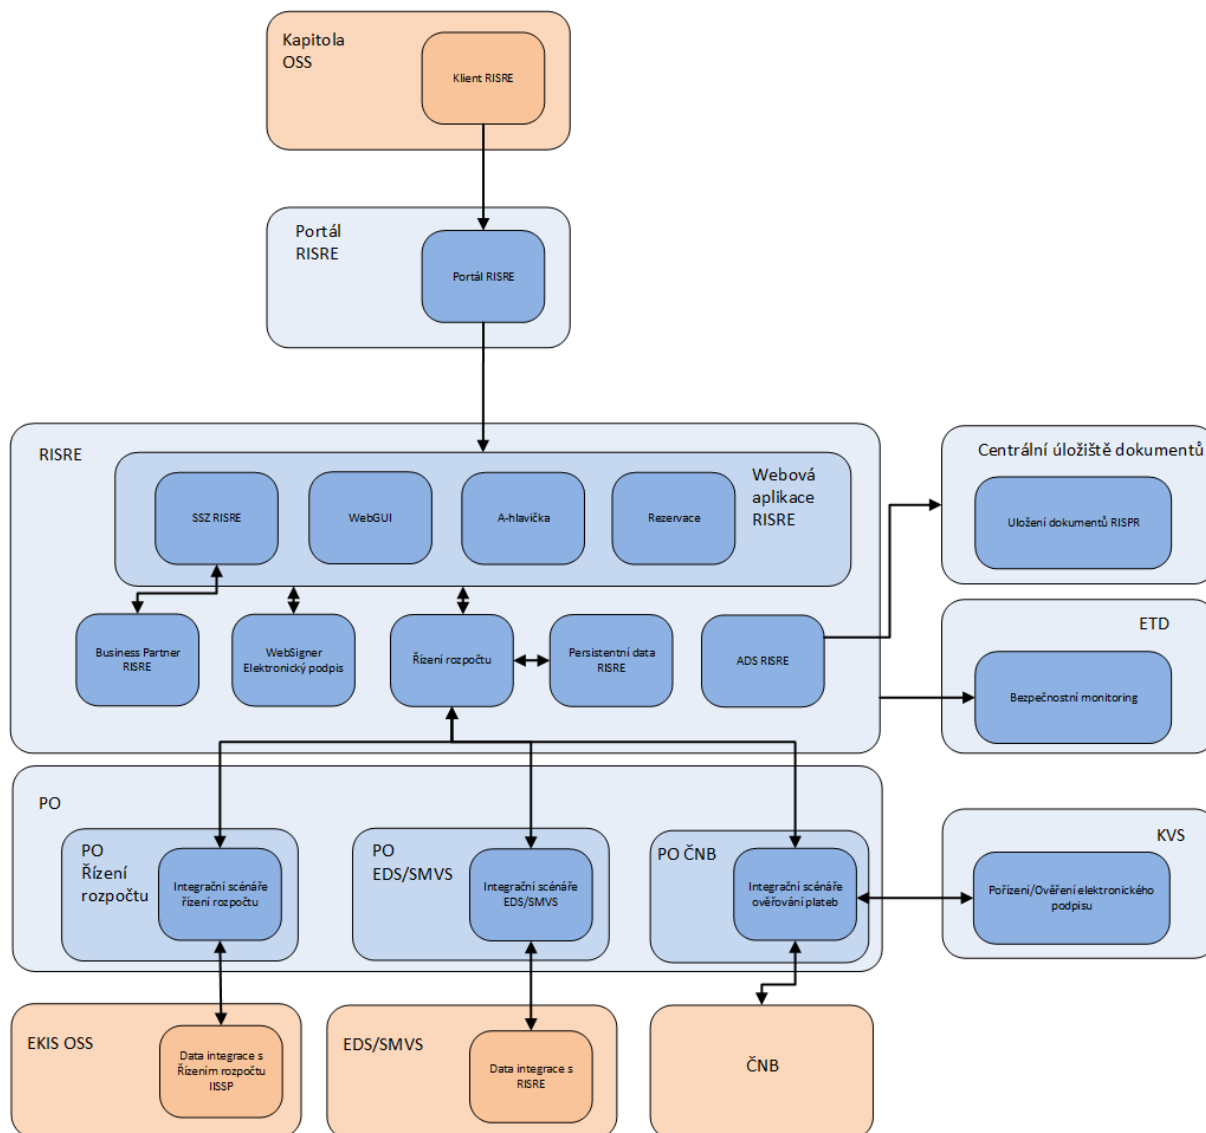 Kapitola
OSS
Klient RISRE
Portál
RISRE
Portál RISRE
RISRE
Webová
aplikace
RISRE
SSZ RISRE
WebGUI
A-hlavička
Rezervace
Business Partner
RISRE
WebSigner
Elektronický podpis
Řízení rozpočtu
Persistentní data
RISRE
ADS RISRE
Centrální úložiště dokumentů
Uložení dokumentů RISPR
ETD
Bezpečnostní monitoring
PO
PO
Řízení
rozpočtu
Integrační scénáře
řízení rozpočtu
PO
EDS/SMVS
Integrační scénáře
EDS/SMVS
PO ČNB
Integrační scénáře
ověřování plateb
KVS
Pořízení/Ověření elektronického
podpisu
EKIS OSS
Data integrace s
Řízením rozpočtu
IISSP
EDS/SMVS
Data integrace s
RISRE
ČNB